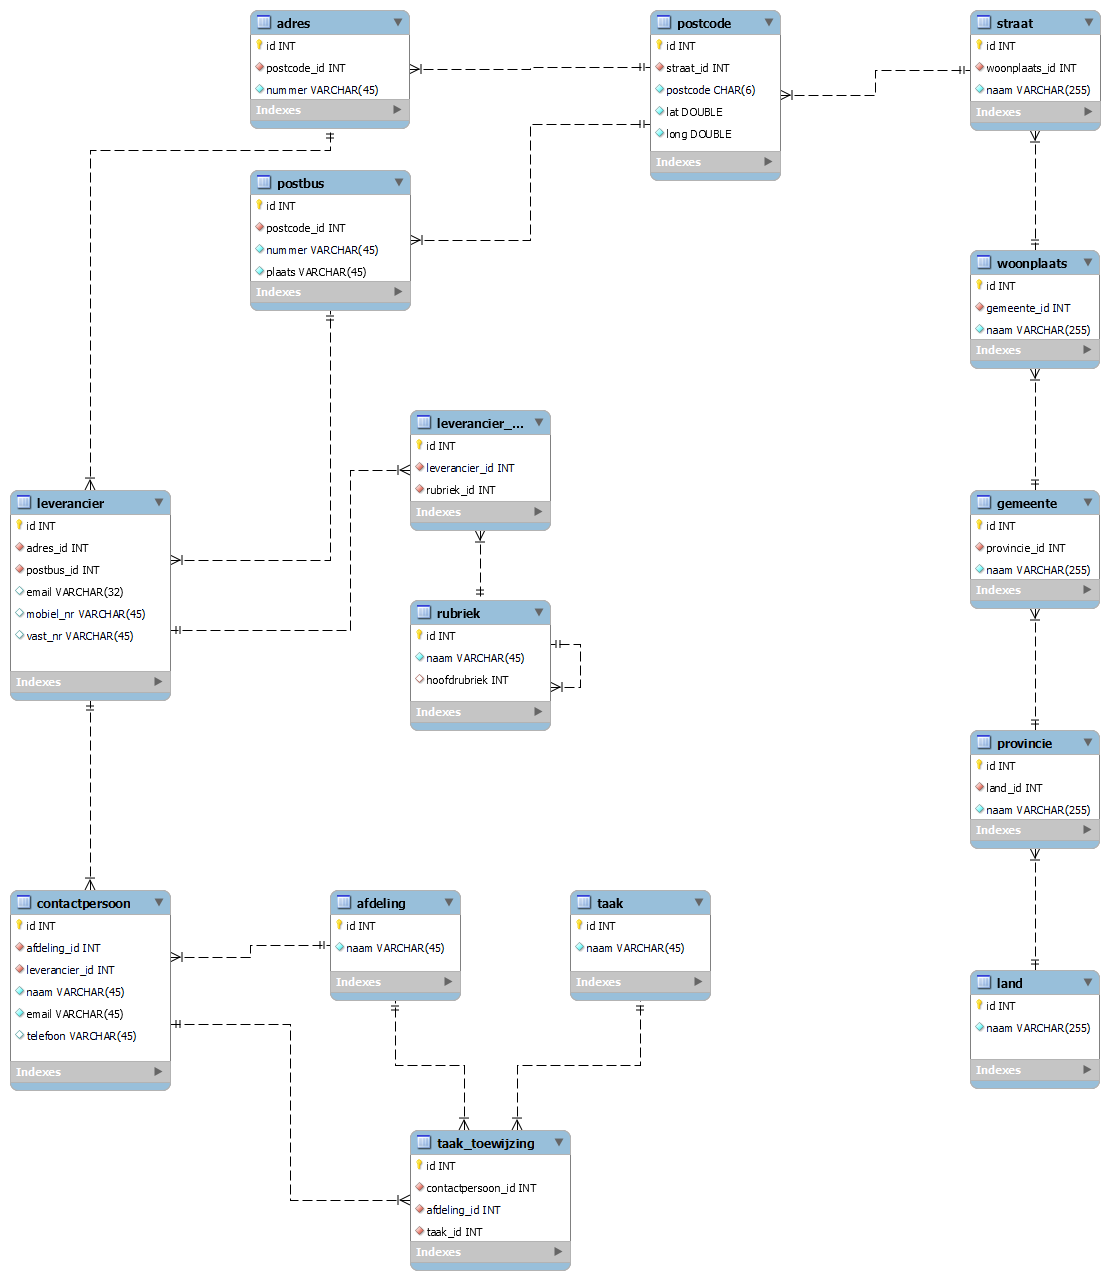 adres
id INT
postcode_id INT
nummer VARCHAR(45)
Indexes
postcode
id INT
straat_id INT
postcode CHAR(6)
lat DOUBLE
long DOUBLE
Indexes
straat
id INT
woonplaats_id INT
naam VARCHAR(255)
Indexes
postbus
id INT
postcode_id INT
nummer VARCHAR(45)
plaats VARCHAR(45)
Indexes
woonplaats
id INT
gemeente_id INT
naam VARCHAR(255)
Indexes
leverancier_...
id INT
leverancier_id INT
rubriek_id INT
Indexes
leverancier
id INT
adres_id INT
postbus_id INT
email VARCHAR(32)
mobiel_nr VARCHAR(45)
vast_nr VARCHAR(45)
Indexes
gemeente
id INT
provincie_id INT
naam VARCHAR(255)
Indexes
rubriek
id INT
naam VARCHAR(45)
hoofdrubriek INT
Indexes
provincie
id INT
land_id INT
naam VARCHAR(255)
Indexes
contactpersoon
id INT
afdeling_id INT
leverancier_id INT
naam VARCHAR(45)
email VARCHAR(45)
telefoon VARCHAR(45)
Indexes
afdeling
id INT
naam VARCHAR(45)
Indexes
taak
id INT
naam VARCHAR(45)
Indexes
land
id INT
naam VARCHAR(255)
Indexes
taak_toewijzing
id INT
contactpersoon_id INT
afdeling_id INT
taak_id INT
Indexes